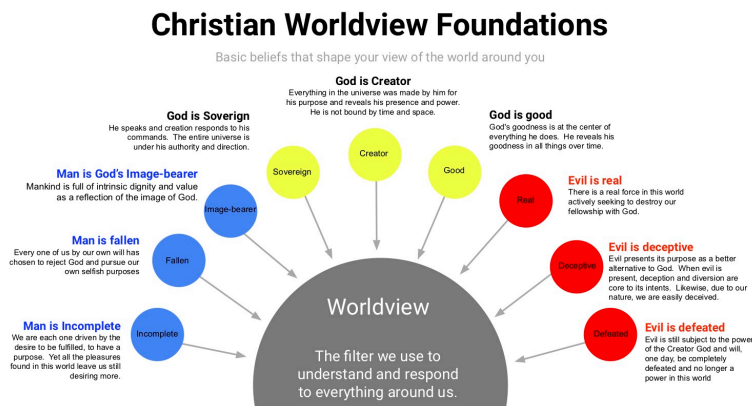 Christian Worldview Foundations
Basic beliefs that shape your view of the world around you
God is Creator
Everything in the universe was made by him for
his purpose and reveals his presence and power.
He is not bound by time and space.
God is Soverign
He speaks and creation responds to his
commands. The entire universe is
under his authority and direction.
God is good
God's goodness is at the center of
everything he does. He reveals his
goodness in all things over time.
Creator
Sovereign
Good
Man is God's Image-bearer
Mankind is full of intrinsic dignity and value
as a reflection of the image of God.
Image-bearer
Real
Evil is real
There is a real force in this world
actively seeking to destroy our
fellowship with God.
Man is fallen
Every one of us by our own will has
chosen to reject God and pursue our
own selfish purposes
Fallen
Deceptive
Evil is deceptive
Evil presents its purpose as a better
alternative to God. When evil is
present, deception and diversion are
core to its intents. Likewise, due to our
nature, we are easily deceived.
Man is Incomplete
We are each one driven by the
desire to be fulfilled, to have a
purpose. Yet all the pleasures
found in this world leave us still
desiring more.
Incomplete
Defeated
Evil is defeated
Evil is still subject to the power
of the Creator God and will,
one day, be completely
defeated and no longer a
power in this world
Worldview
The filter we use to
understand and respond
to everything around us.